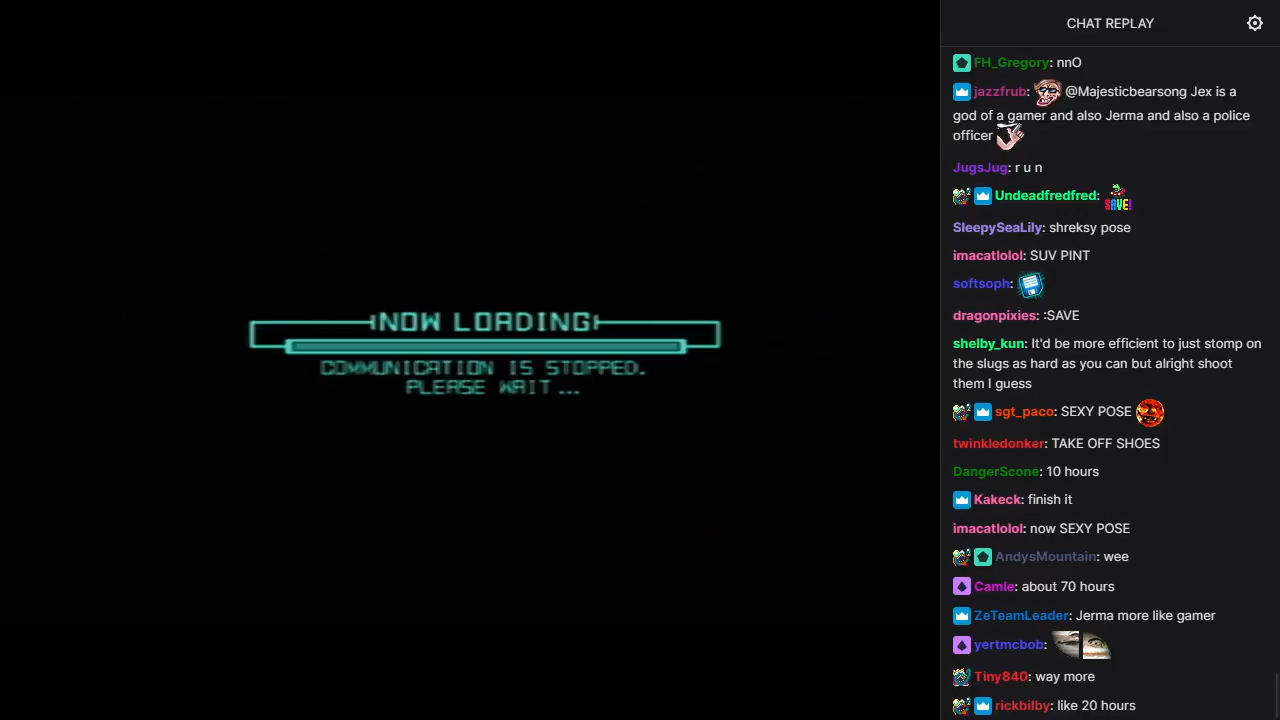 NOW LOADING
COMMUNICATION IS STOPPED.
PLEASE WAIT ...
CHAT REPLAY
FH_Gregory: nnO
jazzfrub: @Majesticbearsong Jex is a
god of a gamer and also Jerma and also a police
officer
JugsJug: r u n
Undeadfredfred: SAVE!
SleepySeaLily: shreksy pose
imacatlolol: SUV PINT
softsoph:
dragonpixies: :SAVE
shelby_kun: It'd be more efficient to just stomp on
the slugs as hard as you can but alright shoot
them I guess
sgt_paco: SEXY POSE
twinkledonker: TAKE OFF SHOES
DangerScone: 10 hours
Kakeck: finish it
imacatlolol: now SEXY POSE
AndysMountain: wee
Camle: about 70 hours
ZeTeamLeader: Jerma more like gamer
yertmcbob:
Tiny840: way more
rickbilby: like 20 hours